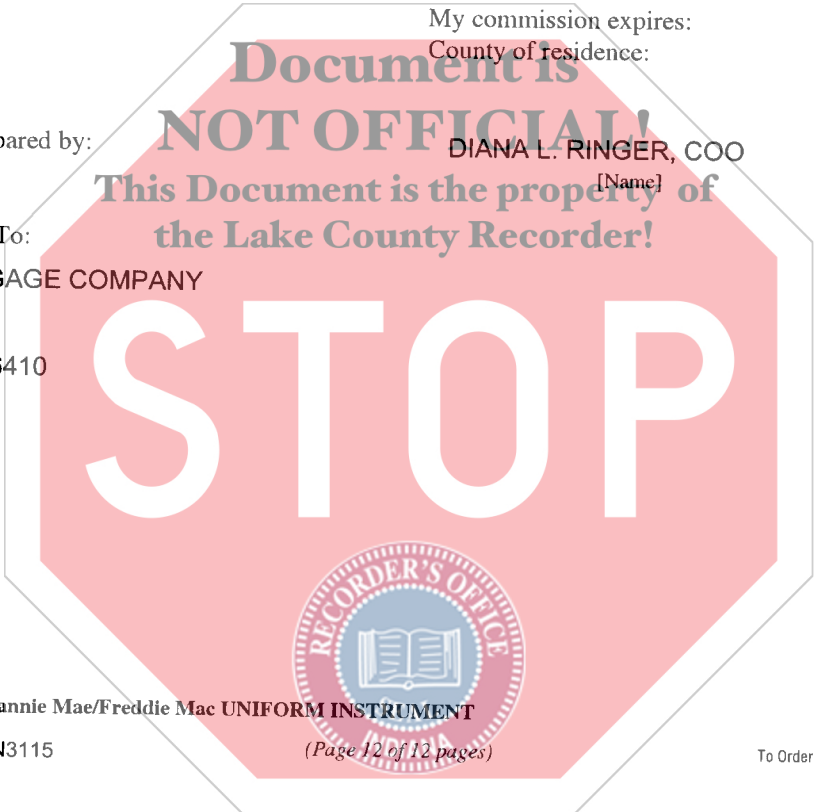 My commission expires:
County of residence:
Document is
NOT OFFICIAL!
pared by:
DIANA L. RINGER, COO
[Name]
This Document is the property of
To:
the Lake County Recorder!
GAGE COMPANY
6410
STOP
RECORDER'S OFFICE
INDIANA
annie Mae/Freddie Mac UNIFORM INSTRUMENT
N3115
(Page 12 of 12 pages)
To Order